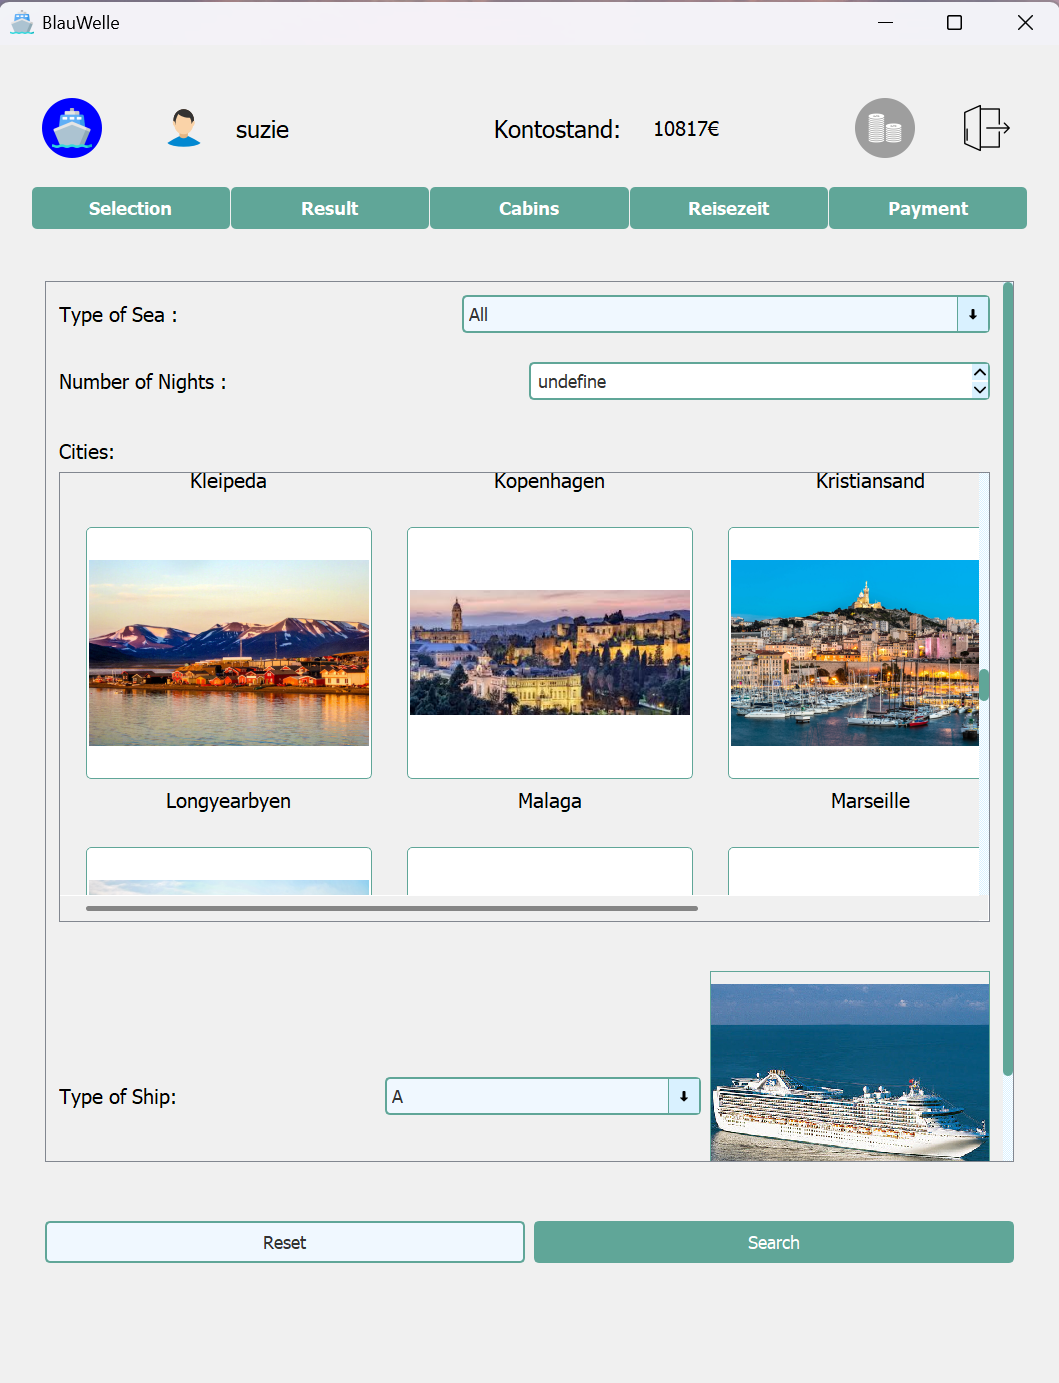 BlauWelle
suzie Kontostand: 10817€
Selection Result Cabins Reisezeit Payment
Type of Sea : All
Number of Nights : undefine
Cities:
Kleipeda Kopenhagen Kristiansand
Longyearbyen Malaga Marseille
Type of Ship: A
Reset Search